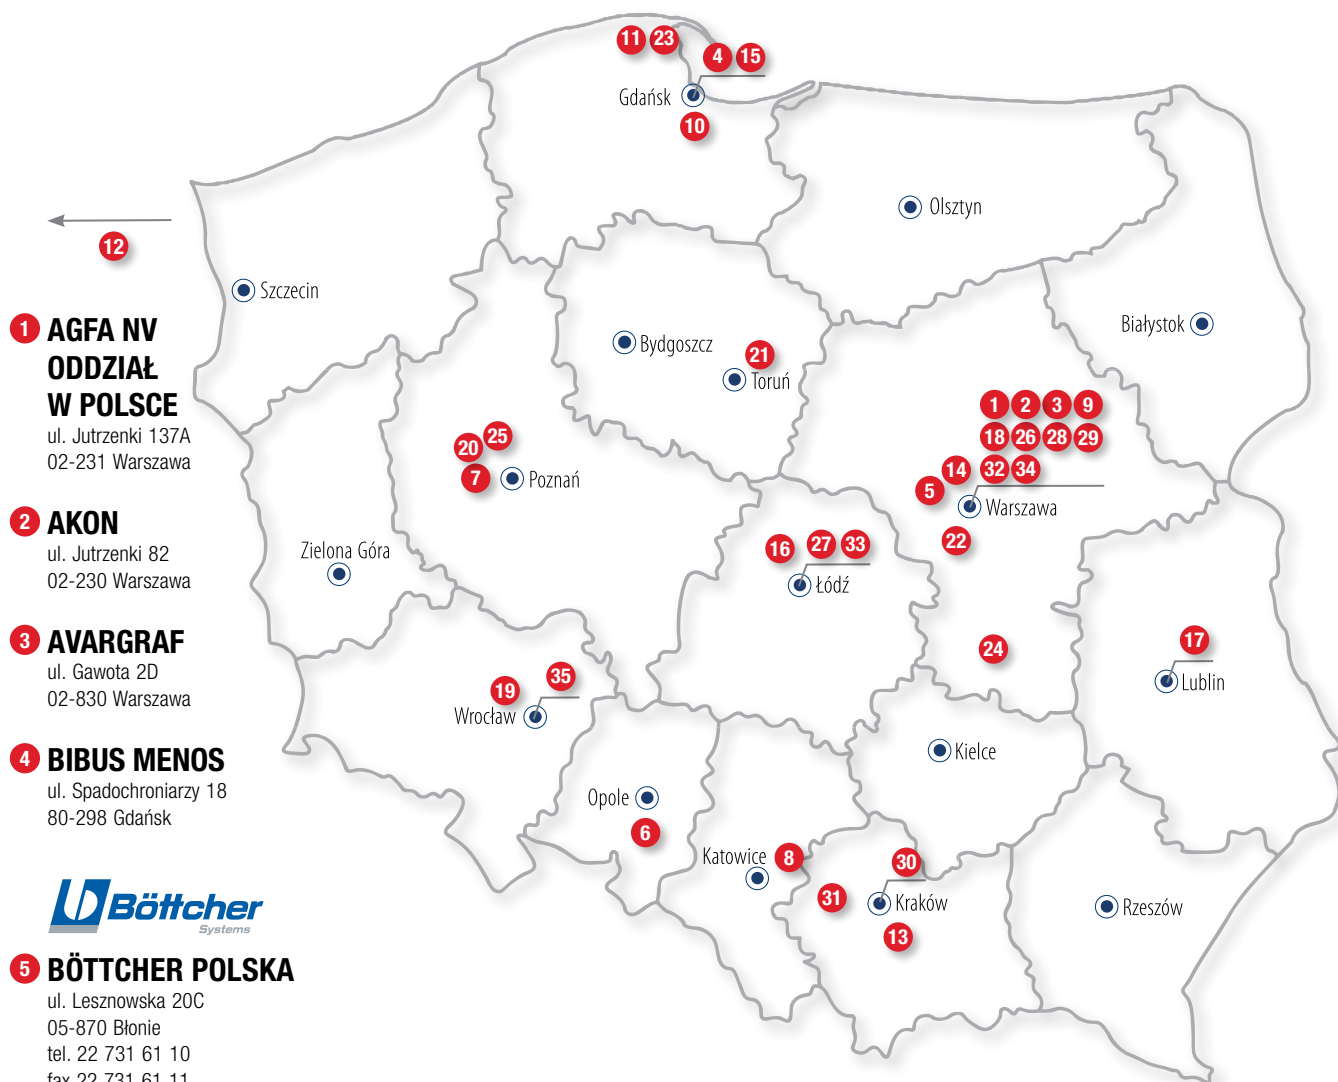 11 23
4 15
Gdańsk
10
Olsztyn
12
Szczecin
Białystok
Bydgoszcz
21
Toruń
1 2 3 9
18 26 28 29
14 32 34
5
Warszawa
22
20 25
7
Poznań
16 27 33
Łódź
Zielona Góra
24
17
Lublin
19 35
Wrocław
Kielce
Opole
6
Katowice 8
30
31
Kraków
13
Rzeszów
1 AGFA NV
ODDZIAŁ
W POLSCE
ul. Jutrzenki 137A
02-231 Warszawa
2 AKON
ul. Jutrzenki 82
02-230 Warszawa
3 AVARGRAF
ul. Gawota 2D
02-830 Warszawa
4 BIBUS MENOS
ul. Spadochroniarzy 18
80-298 Gdańsk
Böttcher
Systems
5 BÖTTCHER POLSKA
ul. Lesznowska 20C
05-870 Błonie
tel. 22 731 61 10
fax 22 731 61 11